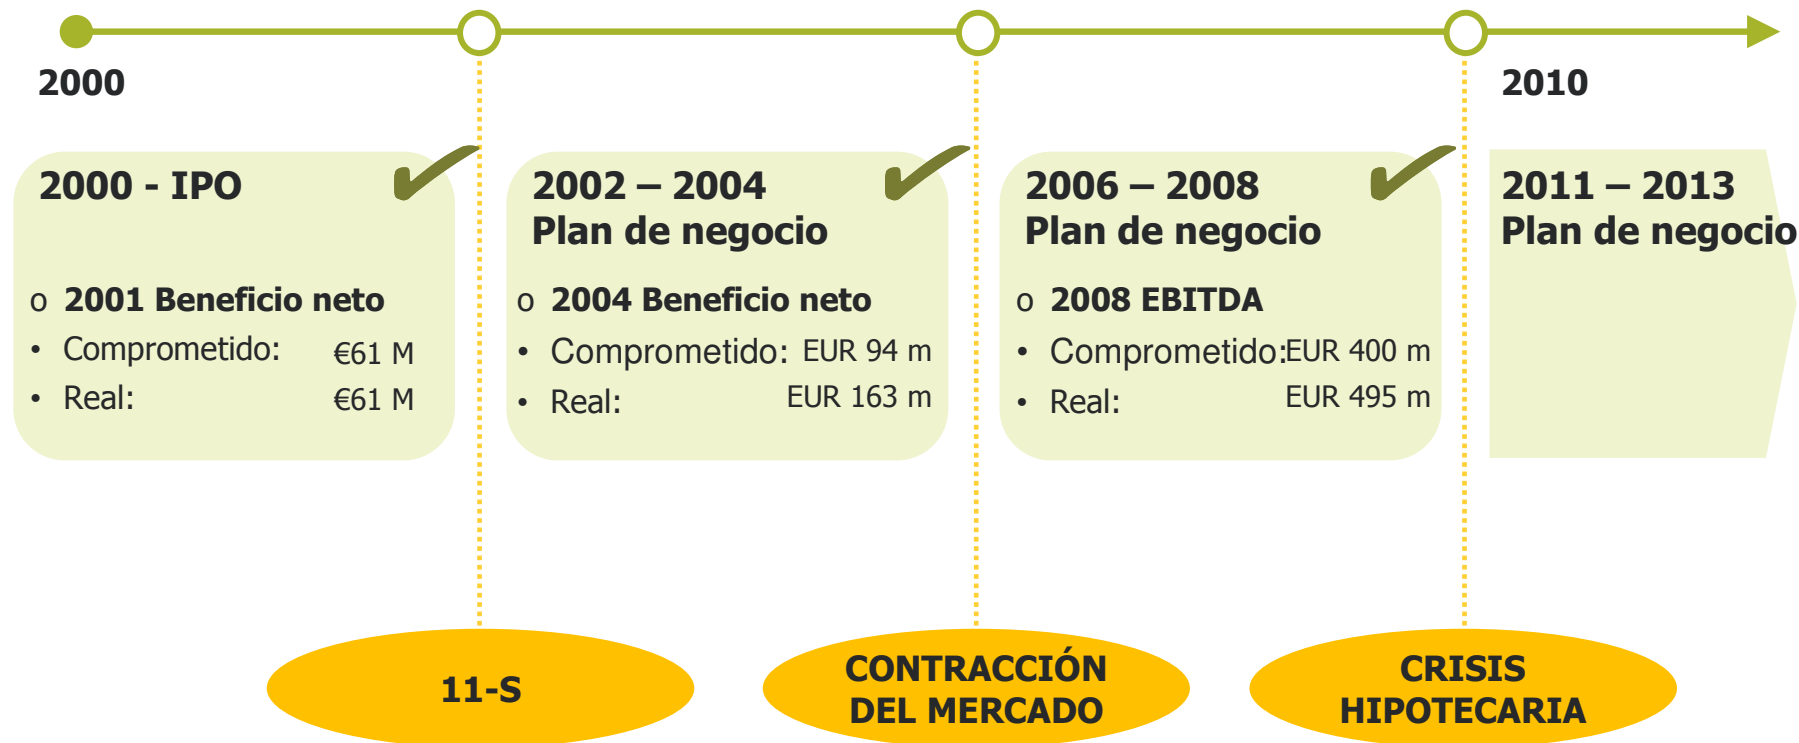 2000
2010
2000 - IPO
o 2001 Beneficio neto
• Comprometido: €61 M
• Real: €61 M
2002 – 2004
Plan de negocio
o 2004 Beneficio neto
• Comprometido: EUR 94 m
• Real: EUR 163 m
2006 – 2008
Plan de negocio
o 2008 EBITDA
• Comprometido: EUR 400 m
• Real: EUR 495 m
2011 – 2013
Plan de negocio
11-S
CONTRACCIÓN
DEL MERCADO
CRISIS
HIPOTECARIA